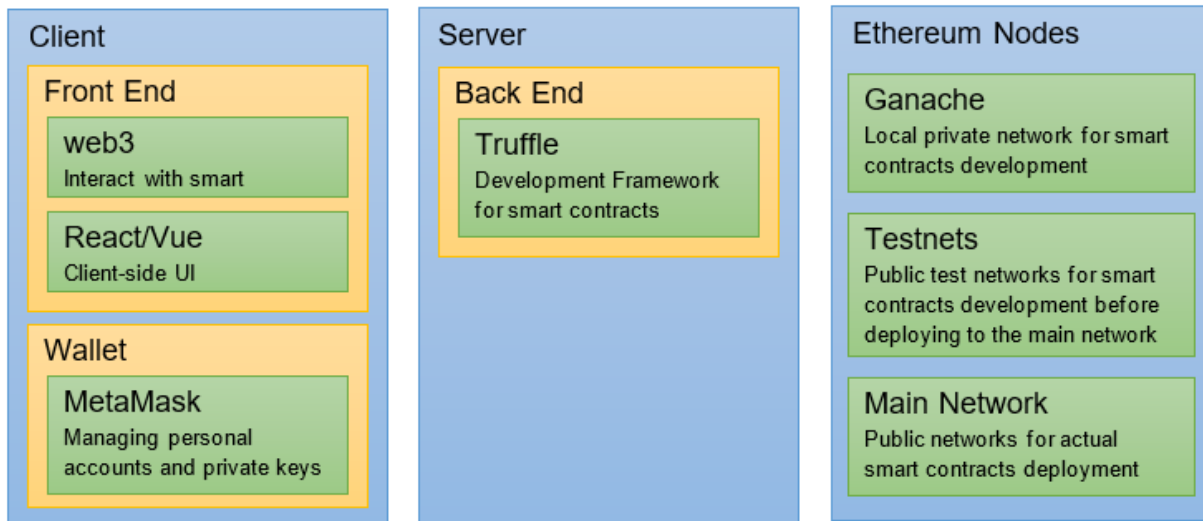 Client
Front End
web3
Interact with smart
React/Vue
Client-side UI
Wallet
MetaMask
Managing personal
accounts and private keys
Server
Back End
Truffle
Development Framework
for smart contracts
Ethereum Nodes
Ganache
Local private network for smart
contracts development
Testnets
Public test networks for smart
contracts development before
deploying to the main network
Main Network
Public networks for actual
smart contracts deployment